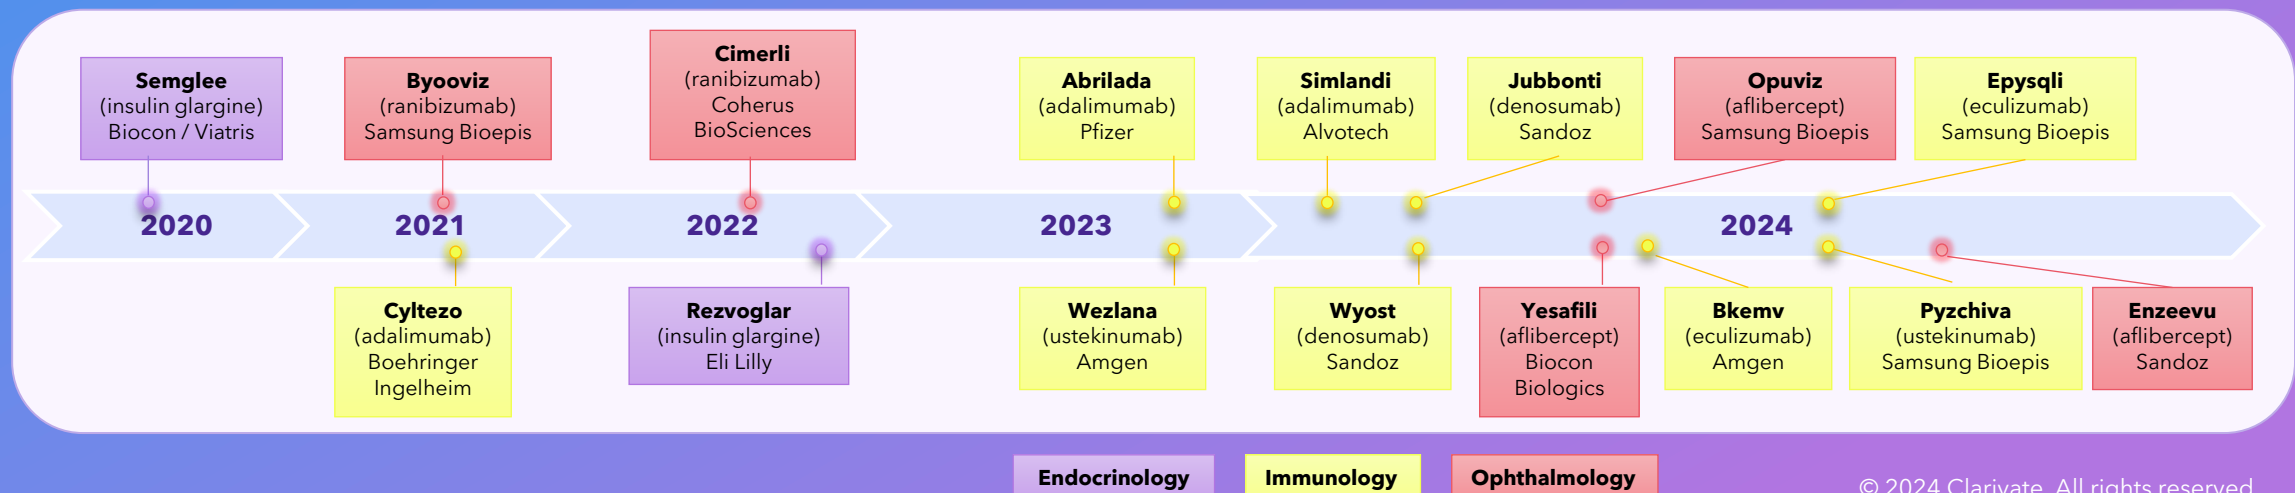 Semglee
(insulin glargine)
Biocon / Viatris
Byooviz
(ranibizumab)
Samsung Bioepis
Cimerli
(ranibizumab)
Coherus
BioSciences
Abrilada
(adalimumab)
Pfizer
Simlandi
(adalimumab)
Alvotech
Jubbonti
(denosumab)
Sandoz
Opuviz
(aflibercept)
Samsung Bioepis
Epysqli
(eculizumab)
Samsung Bioepis
2020
2021
2022
2023
2024
Cyltezo
(adalimumab)
Boehringer
Ingelheim
Rezvoglar
(insulin glargine)
Eli Lilly
Wezlana
(ustekinumab)
Amgen
Wyost
(denosumab)
Sandoz
Yesafili
(aflibercept)
Biocon
Biologics
Bkemv
(eculizumab)
Amgen
Pyzchiva
(ustekinumab)
Samsung Bioepis
Enzeevu
(aflibercept)
Sandoz
Endocrinology
Immunology
Ophthalmology
© 2024 Clarivate. All rights reserved